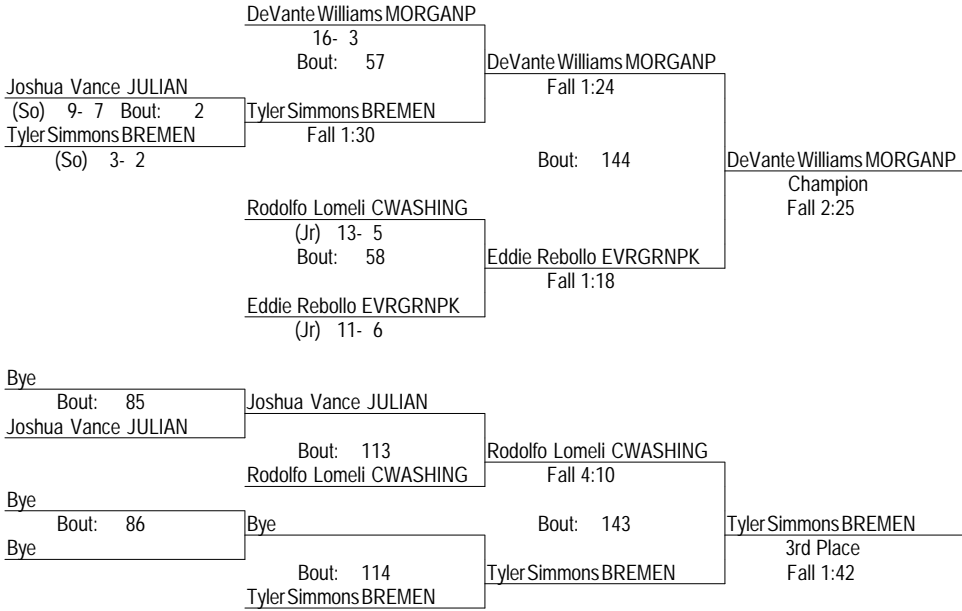 DeVante Williams MORGANP
16- 3
Bout: 57
DeVante Williams MORGANP
Joshua Vance JULIAN
Fall 1:24
(So) 9- 7 Bout: 2
Tyler Simmons BREMEN
Tyler Simmons BREMEN
Fall 1:30
(So) 3- 2
Bout: 144
DeVante Williams MORGANP
Champion
Rodolfo Lomeli CWASHING
Fall 2:25
(Jr) 13- 5
Bout: 58
Eddie Rebollo EVRGRNPK
Fall 1:18
Eddie Rebollo EVRGRNPK
(Jr) 11- 6
Bye
Bout: 85
Joshua Vance JULIAN
Joshua Vance JULIAN
Bout: 113
Rodolfo Lomeli CWASHING
Rodolfo Lomeli CWASHING
Fall 4:10
Bye
Bout: 86
Bye
Bout: 143
Tyler Simmons BREMEN
Bye
3rd Place
Bout: 114
Tyler Simmons BREMEN
Fall 1:42
Tyler Simmons BREMEN